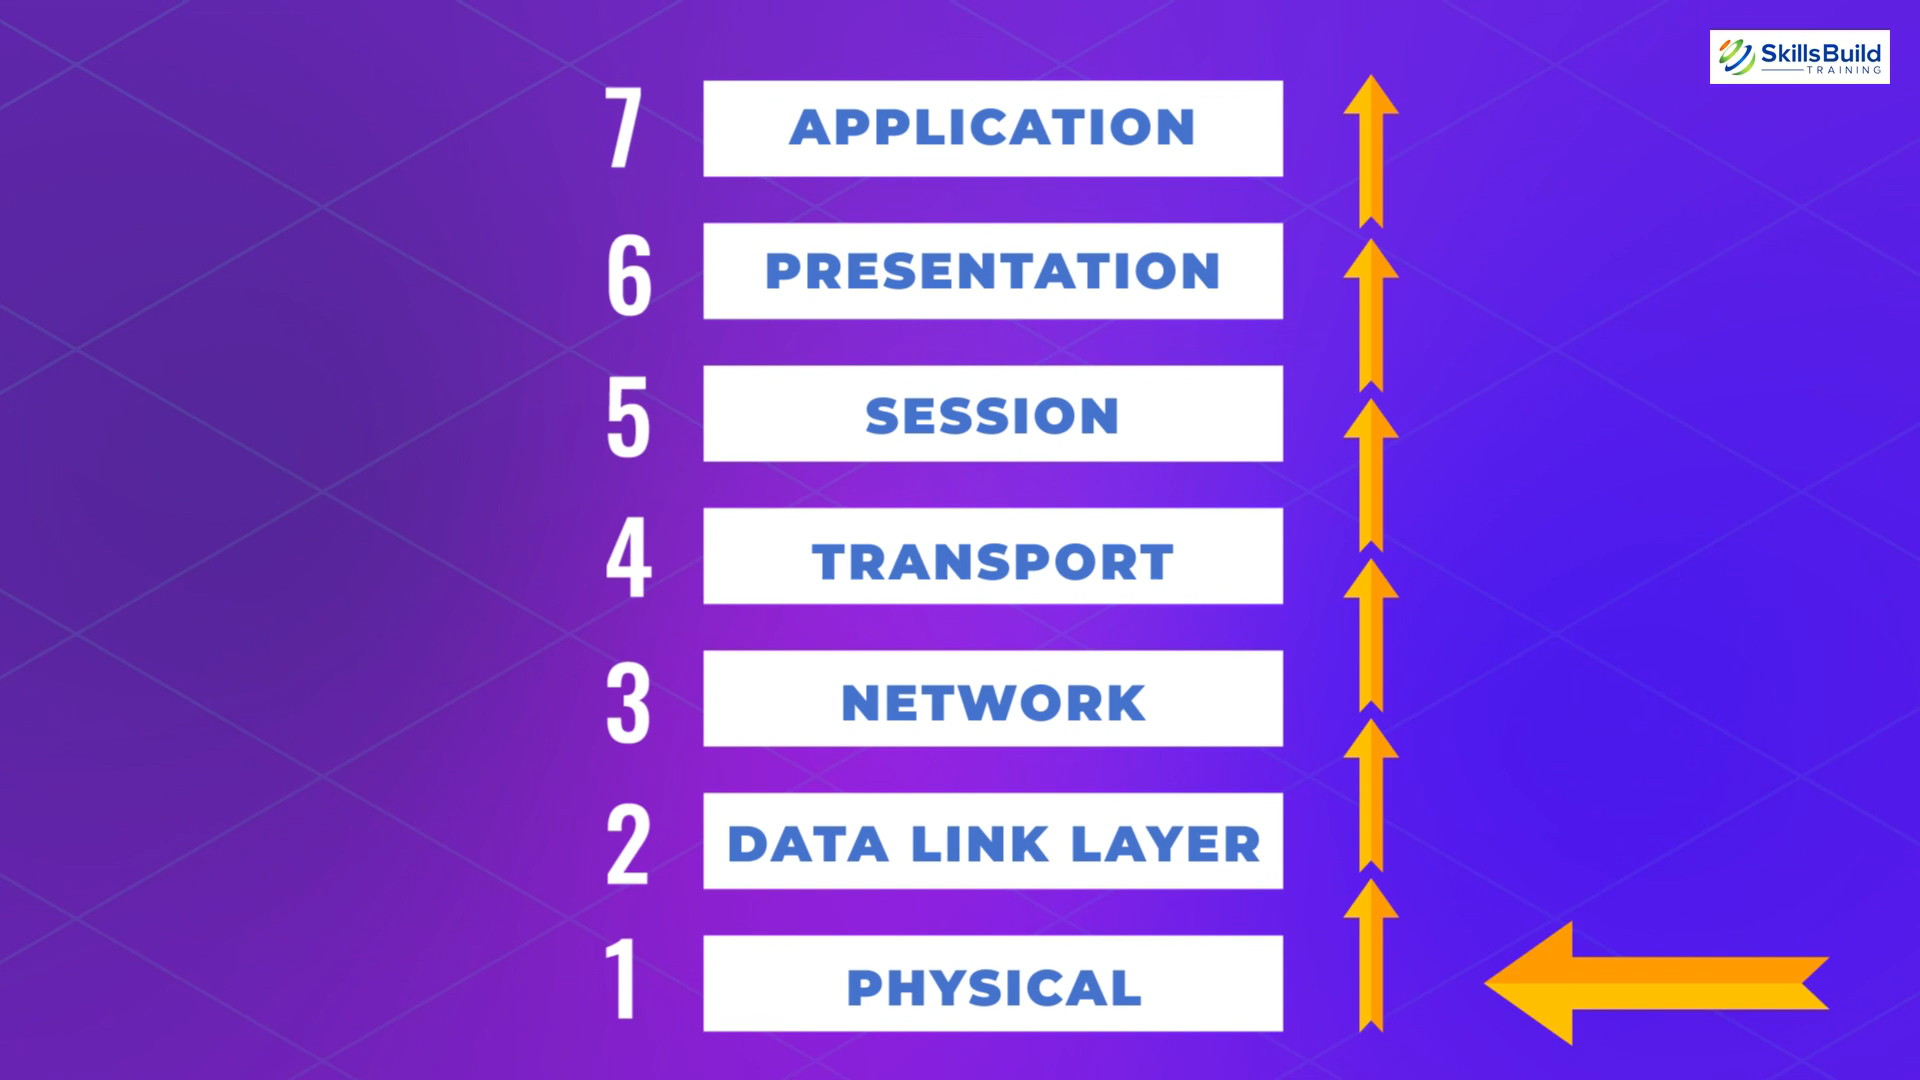 SkillsBuild
TRAINING
7 APPLICATION
6 PRESENTATION
5 SESSION
4 TRANSPORT
3 NETWORK
2 DATA LINK LAYER
1 PHYSICAL